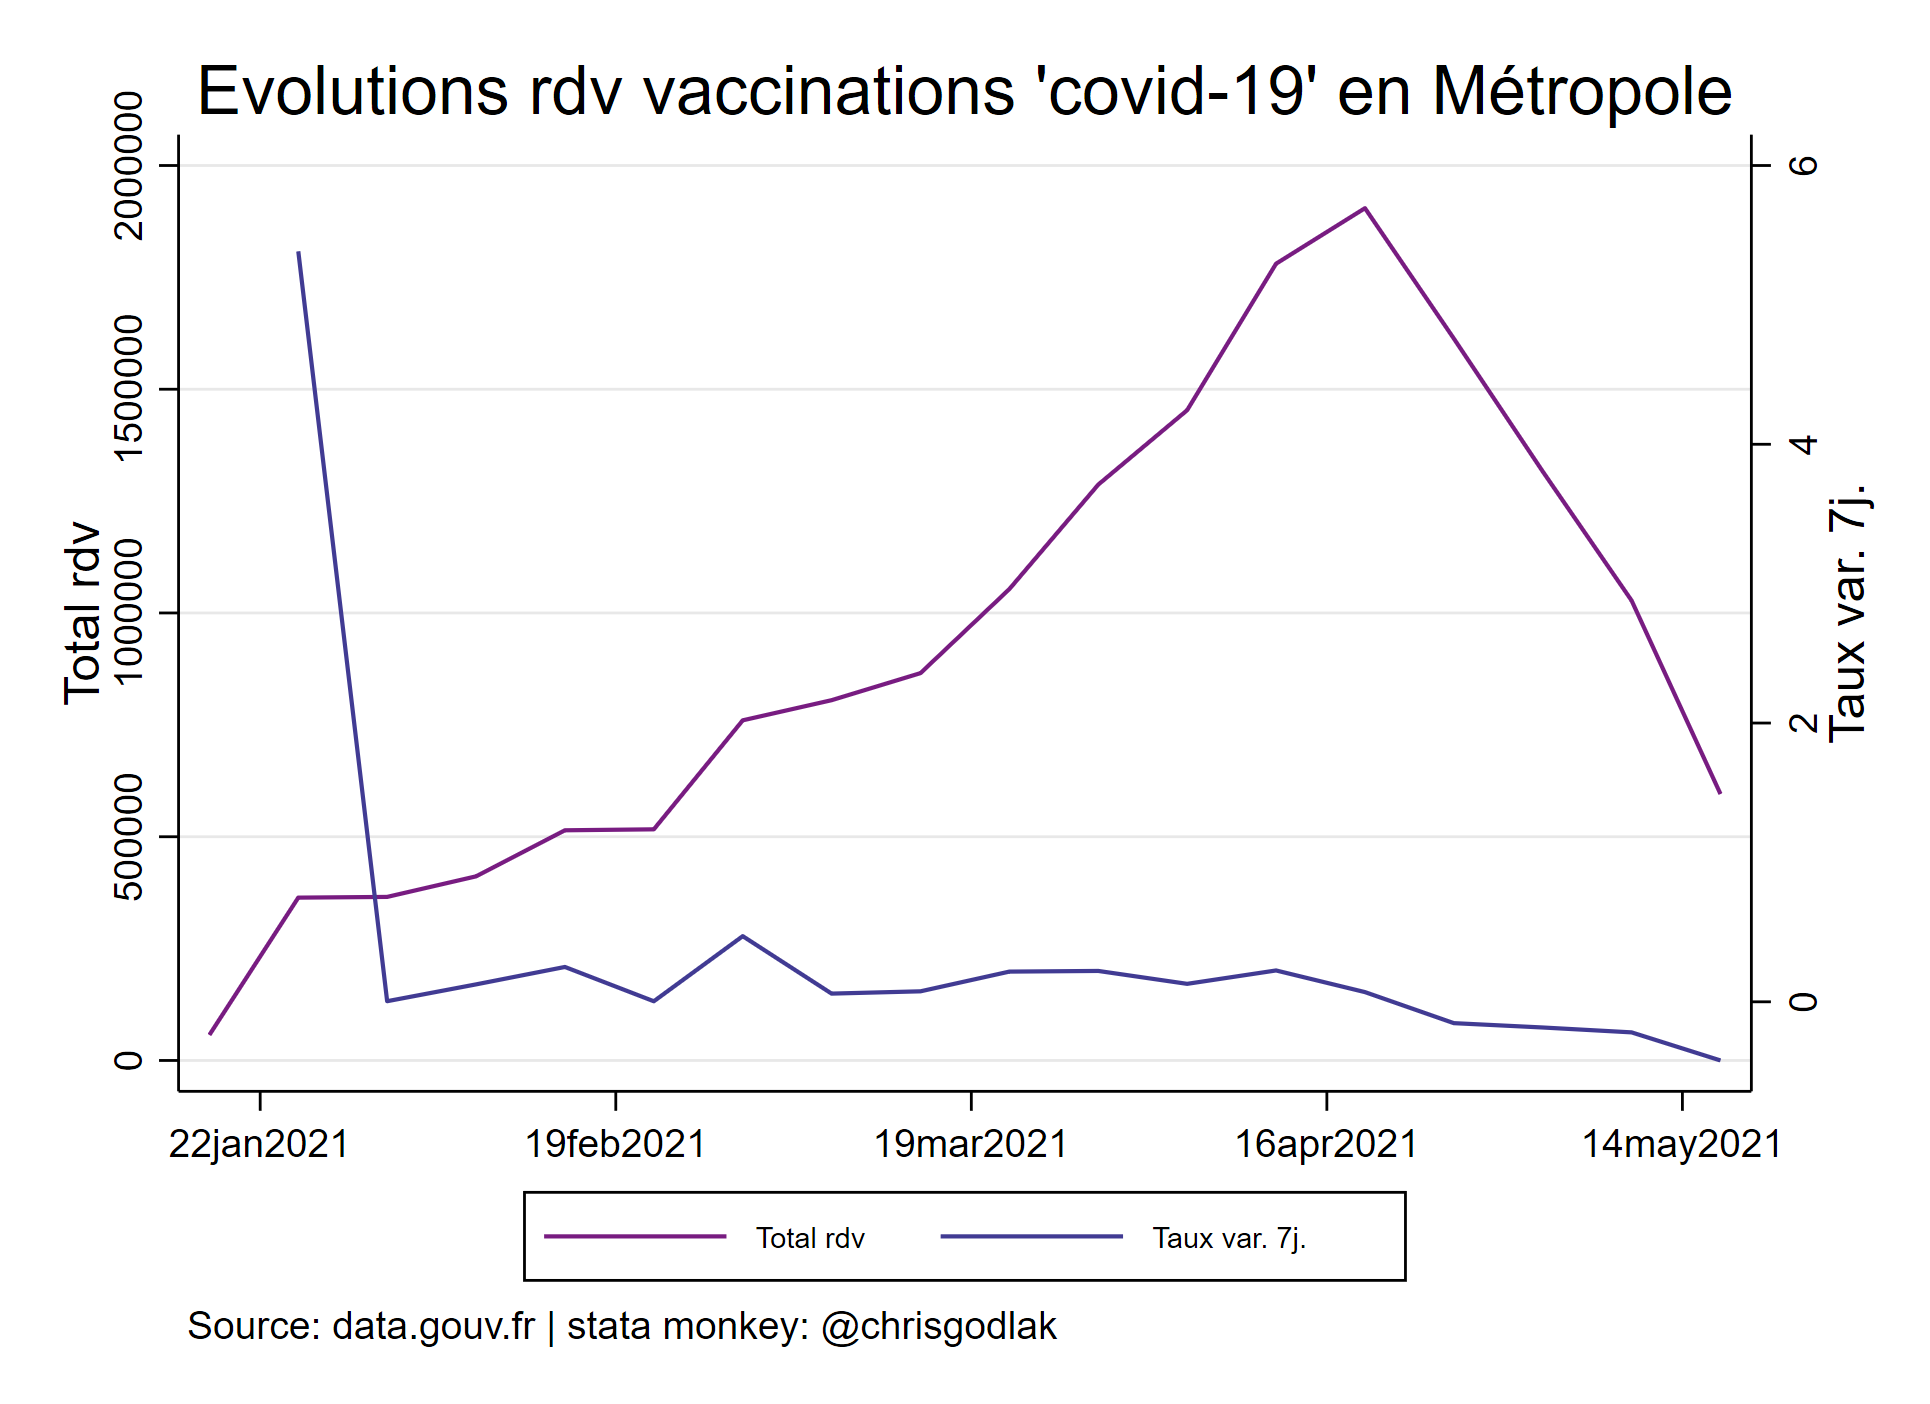 Evolutions rdv vaccinations 'covid-19' en Métropole
Total rdv
2000000
1500000
1000000
500000
0
6
4
2
0
Taux var. 7j.
22jan2021
19feb2021
19mar2021
16apr2021
14may2021
Total rdv
Taux var. 7j.
Source: data.gouv.fr | stata monkey: @chrisgodlak